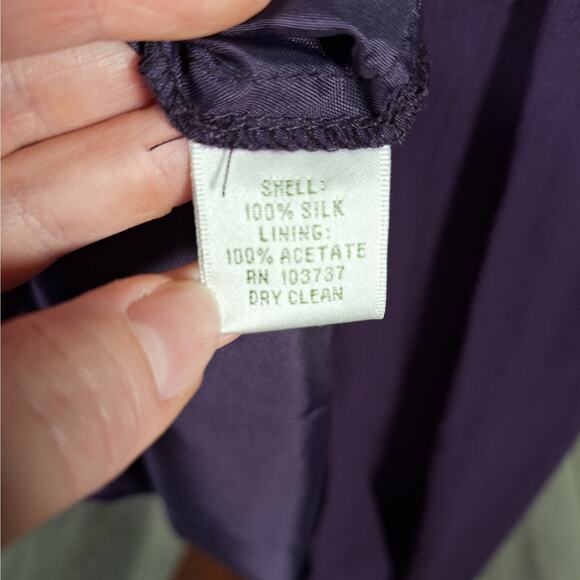 SHELL:
100% SILK
LINING:
100% ACETATE
RN 103737
DRY CLEAN